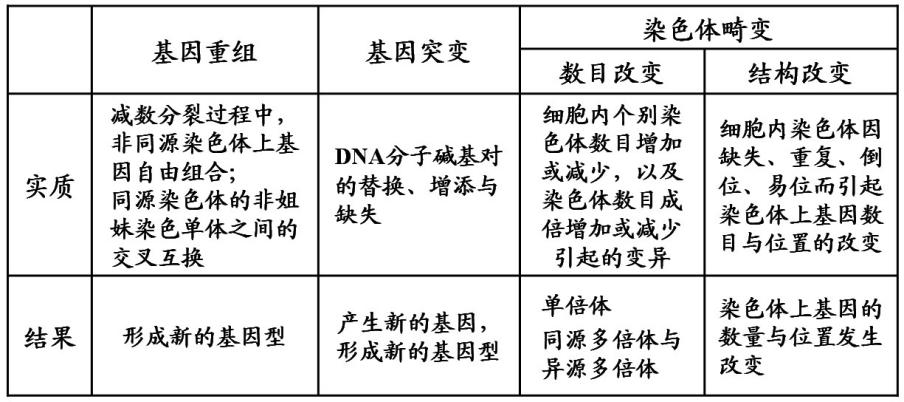 基因重组
基因突变
染色体畸变
数目改变
结构改变
实质
减数分裂过程中，
非同源染色体上基
因自由组合；
同源染色体的非姐
妹染色单体之间的
交叉互换
DNA分子碱基对
的替换、增添与
缺失
细胞内个别染
色体数目增加
或减少，以及
染色体数目成
倍增加或减少
引起的变异
细胞内染色体因
缺失、重复、倒
位、易位而引起
染色体上基因数
目与位置的改变
结果
形成新的基因型
产生新的基因，
形成新的基因型
单倍体
同源多倍体与
异源多倍体
染色体上基因的
数量与位置发生
改变